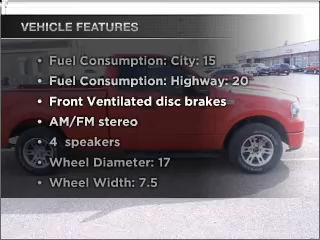 VEHICLE FEATURES
• Fuel Consumption: City: 15
• Fuel Consumption: Highway: 20
• Front Ventilated disc brakes
• AM/FM stereo
• 4 speakers
• Wheel Diameter: 17
• Wheel Width: 7.5